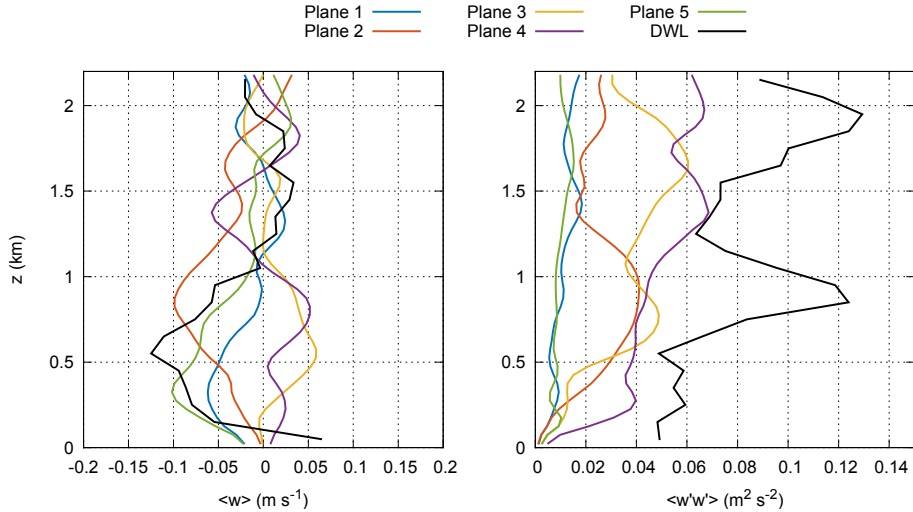 Plane 1 Plane 3 Plane 5
Plane 2 Plane 4 DWL
z (km)
2
1.5
1
0.5
0
-0.2 -0.15 -0.1 -0.05 0 0.05 0.1 0.15 0.2
<w> (m s⁻¹)
2
1.5
1
0.5
0
0 0.02 0.04 0.06 0.08 0.1 0.12 0.14
<w'w'> (m² s⁻²)